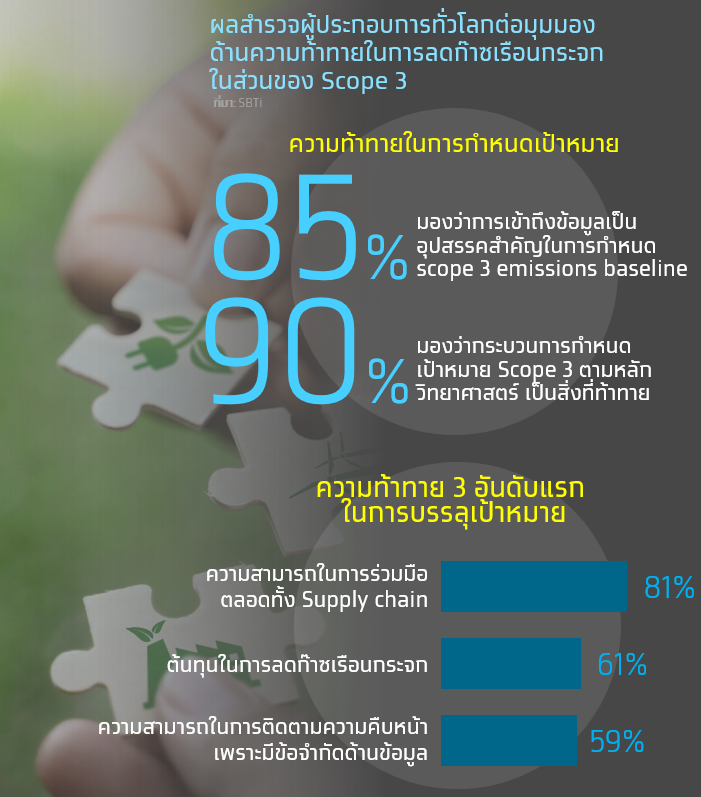 ผลสำรวจผู้ประกอบการทั่วโลกต่อมุมมอง
ด้านความท้าทายในการลดก๊าซเรือนกระจก
ในส่วนของ Scope 3
ที่มา: SBTi
ความท้าทายในการกำหนดเป้าหมาย
85%
มองว่าการเข้าถึงข้อมูลเป็น
อุปสรรคสำคัญในการกำหนด
scope 3 emissions baseline
90%
มองว่ากระบวนการกำหนด
เป้าหมาย Scope 3 ตามหลัก
วิทยาศาสตร์ เป็นสิ่งที่ท้าทาย
ความท้าทาย 3 อันดับแรก
ในการบรรลุเป้าหมาย
ความสามารถในการร่วมมือ
ตลอดทั้ง Supply chain
81%
ต้นทุนในการลดก๊าซเรือนกระจก
61%
ความสามารถในการติดตามความคืบหน้า
เพราะมีข้อจำกัดด้านข้อมูล
59%